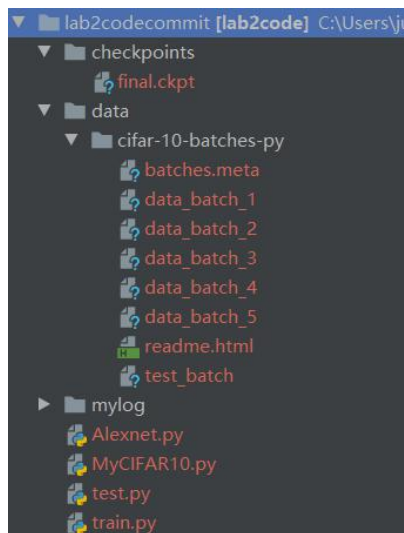 lab2codecommit [lab2code] C:\Users\ju
checkpoints
final.ckpt
data
cifar-10-batches-py
batches.meta
data_batch_1
data_batch_2
data_batch_3
data_batch_4
data_batch_5
readme.html
test_batch
mylog
Alexnet.py
MyCIFAR10.py
test.py
train.py